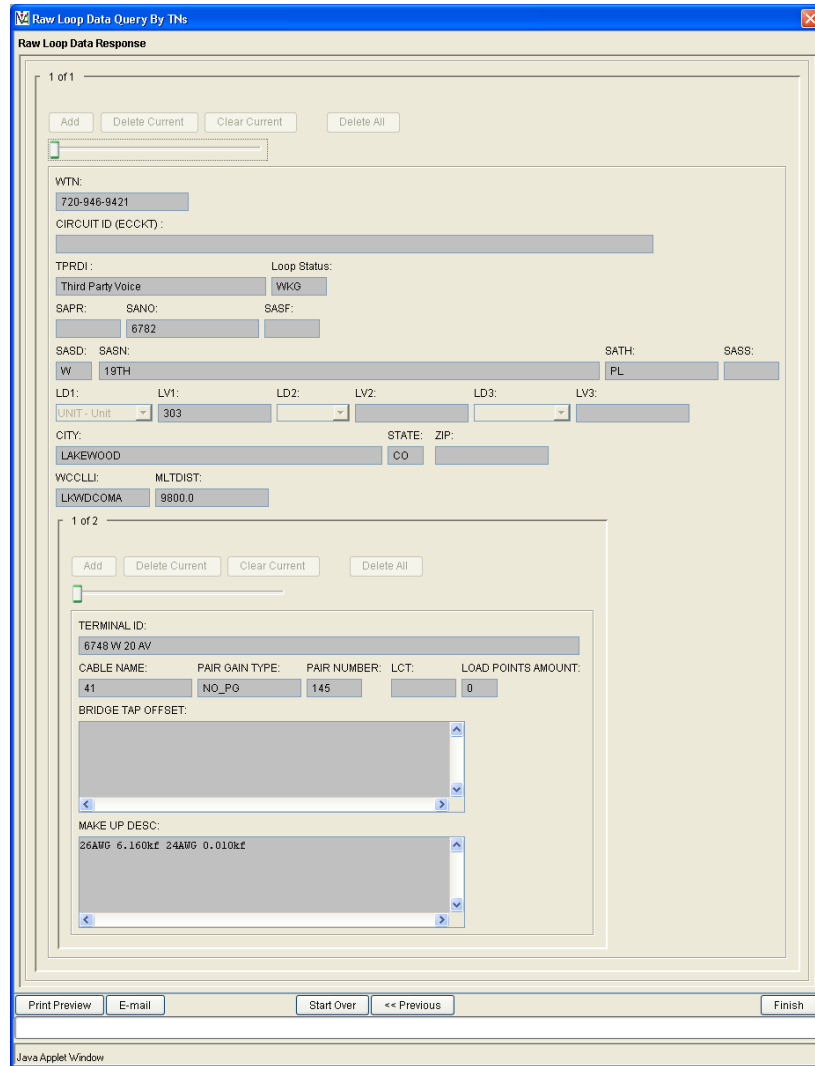 Raw Loop Data Query By TNs
Raw Loop Data Response
1 of 1
Add Delete Current Clear Current Delete All
WTN:
720-946-9421
CIRCUIT ID (ECCKT) :
TPRDI : Loop Status:
Third Party Voice WKG
SAPR: SANO: SASF:
6782
SASD: SASN: SATH: SASS:
W 19TH PL
LD1: LV1: LD2: LV2: LD3: LV3:
UNIT - Unit 303
CITY: STATE: ZIP:
LAKEWOOD CO
WCCLLI: MLTDIST:
LKWDCOMA 9800.0
1 of 2
Add Delete Current Clear Current Delete All
TERMINAL ID:
6748 W 20 AV
CABLE NAME: PAIR GAIN TYPE: PAIR NUMBER: LCT: LOAD POINTS AMOUNT:
41 NO_PG 145 0
BRIDGE TAP OFFSET:
MAKE UP DESC:
26AWG 6.160kf 24AWG 0.010kf
Print Preview E-mail Start Over << Previous Finish
Java Applet Window